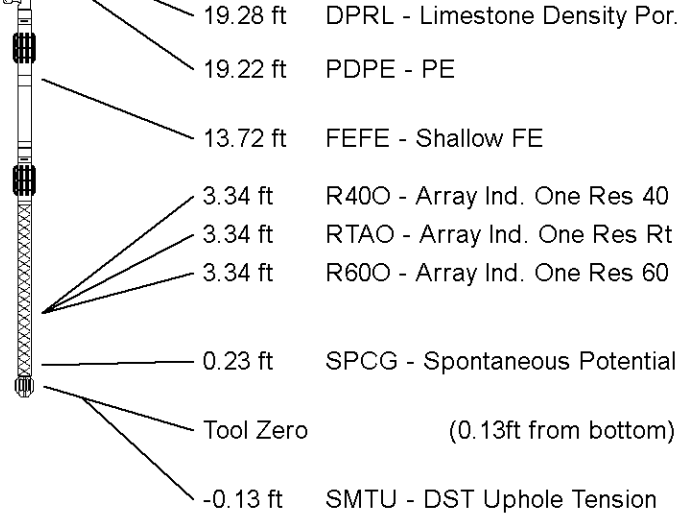 19.28 ft DPRL - Limestone Density Por.
19.22 ft PDPE - PE
13.72 ft FEFE - Shallow FE
3.34 ft R40O - Array Ind. One Res 40
3.34 ft RTAO - Array Ind. One Res Rt
3.34 ft R60O - Array Ind. One Res 60
0.23 ft SPCG - Spontaneous Potential
Tool Zero (0.13ft from bottom)
-0.13 ft SMTU - DST Uphole Tension